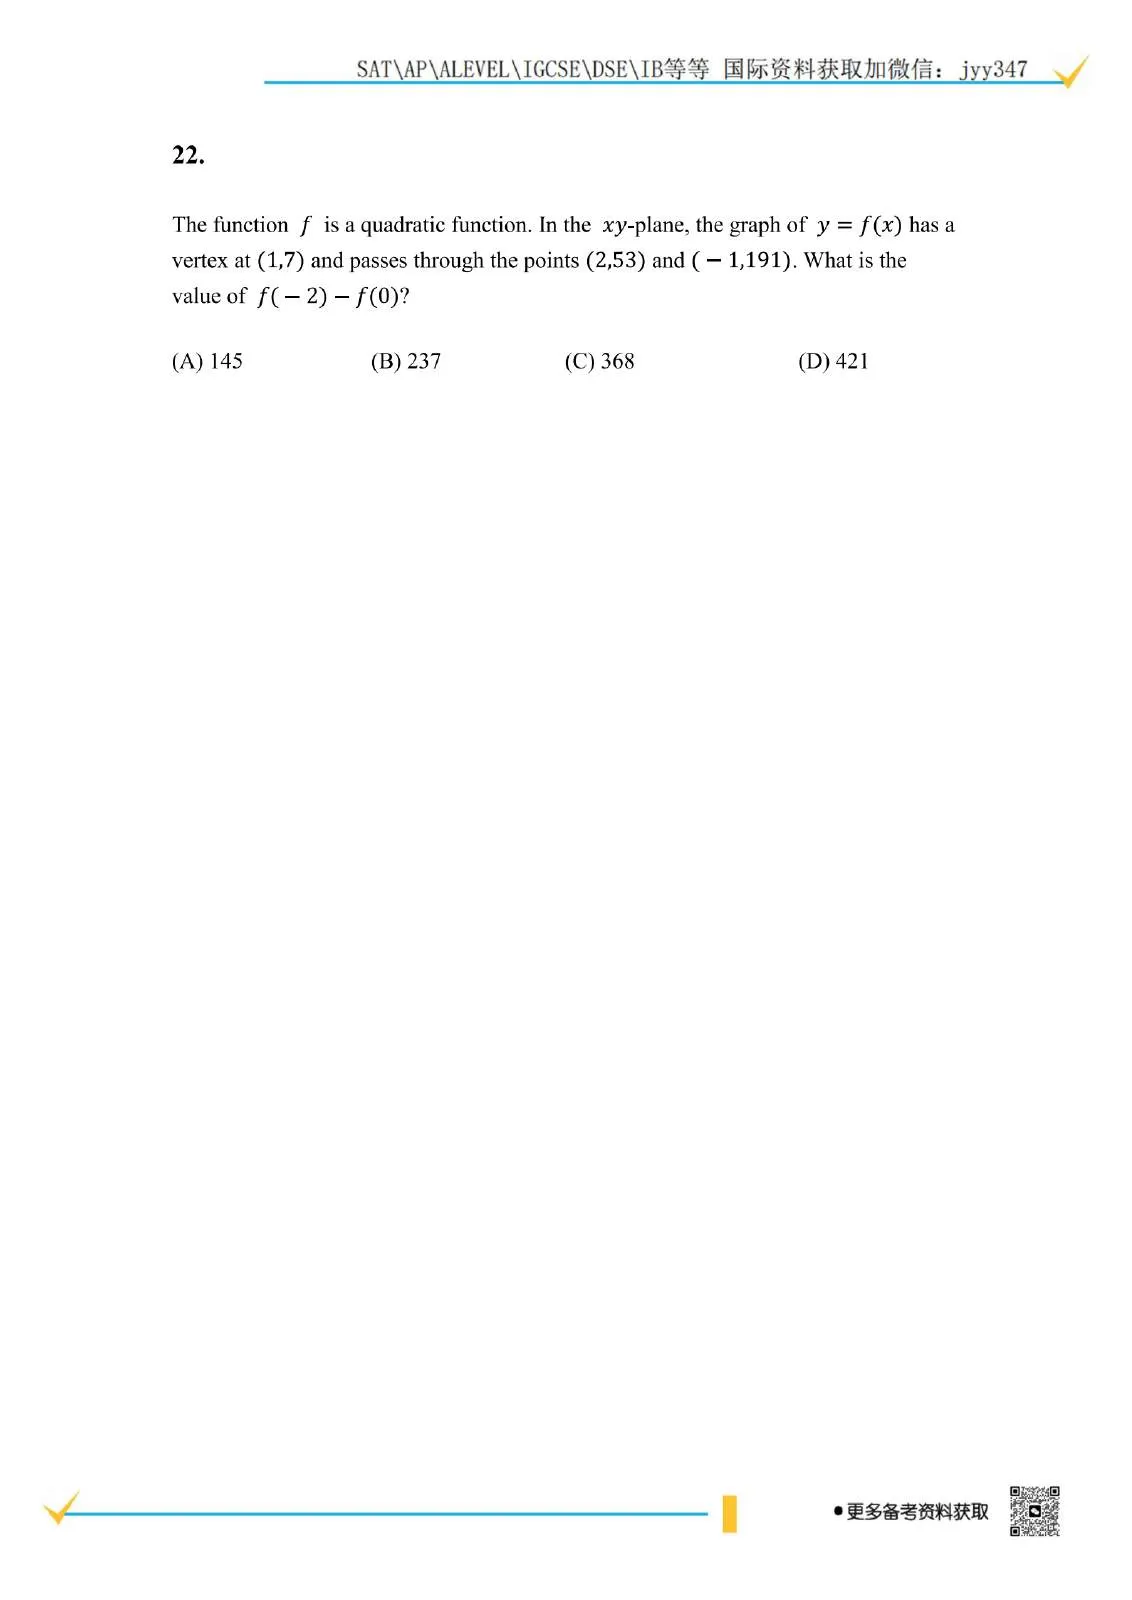 SAT\AP\ALEVEL\IGCSE\DSE\IB等等 国际资料获取加微信：jyy347
22.
The function f is a quadratic function. In the xy-plane, the graph of y = f(x) has a
vertex at (1,7) and passes through the points (2,53) and ( − 1,191). What is the
value of f( − 2) − f(0)?
(A) 145 (B) 237 (C) 368 (D) 421
•更多备考资料获取